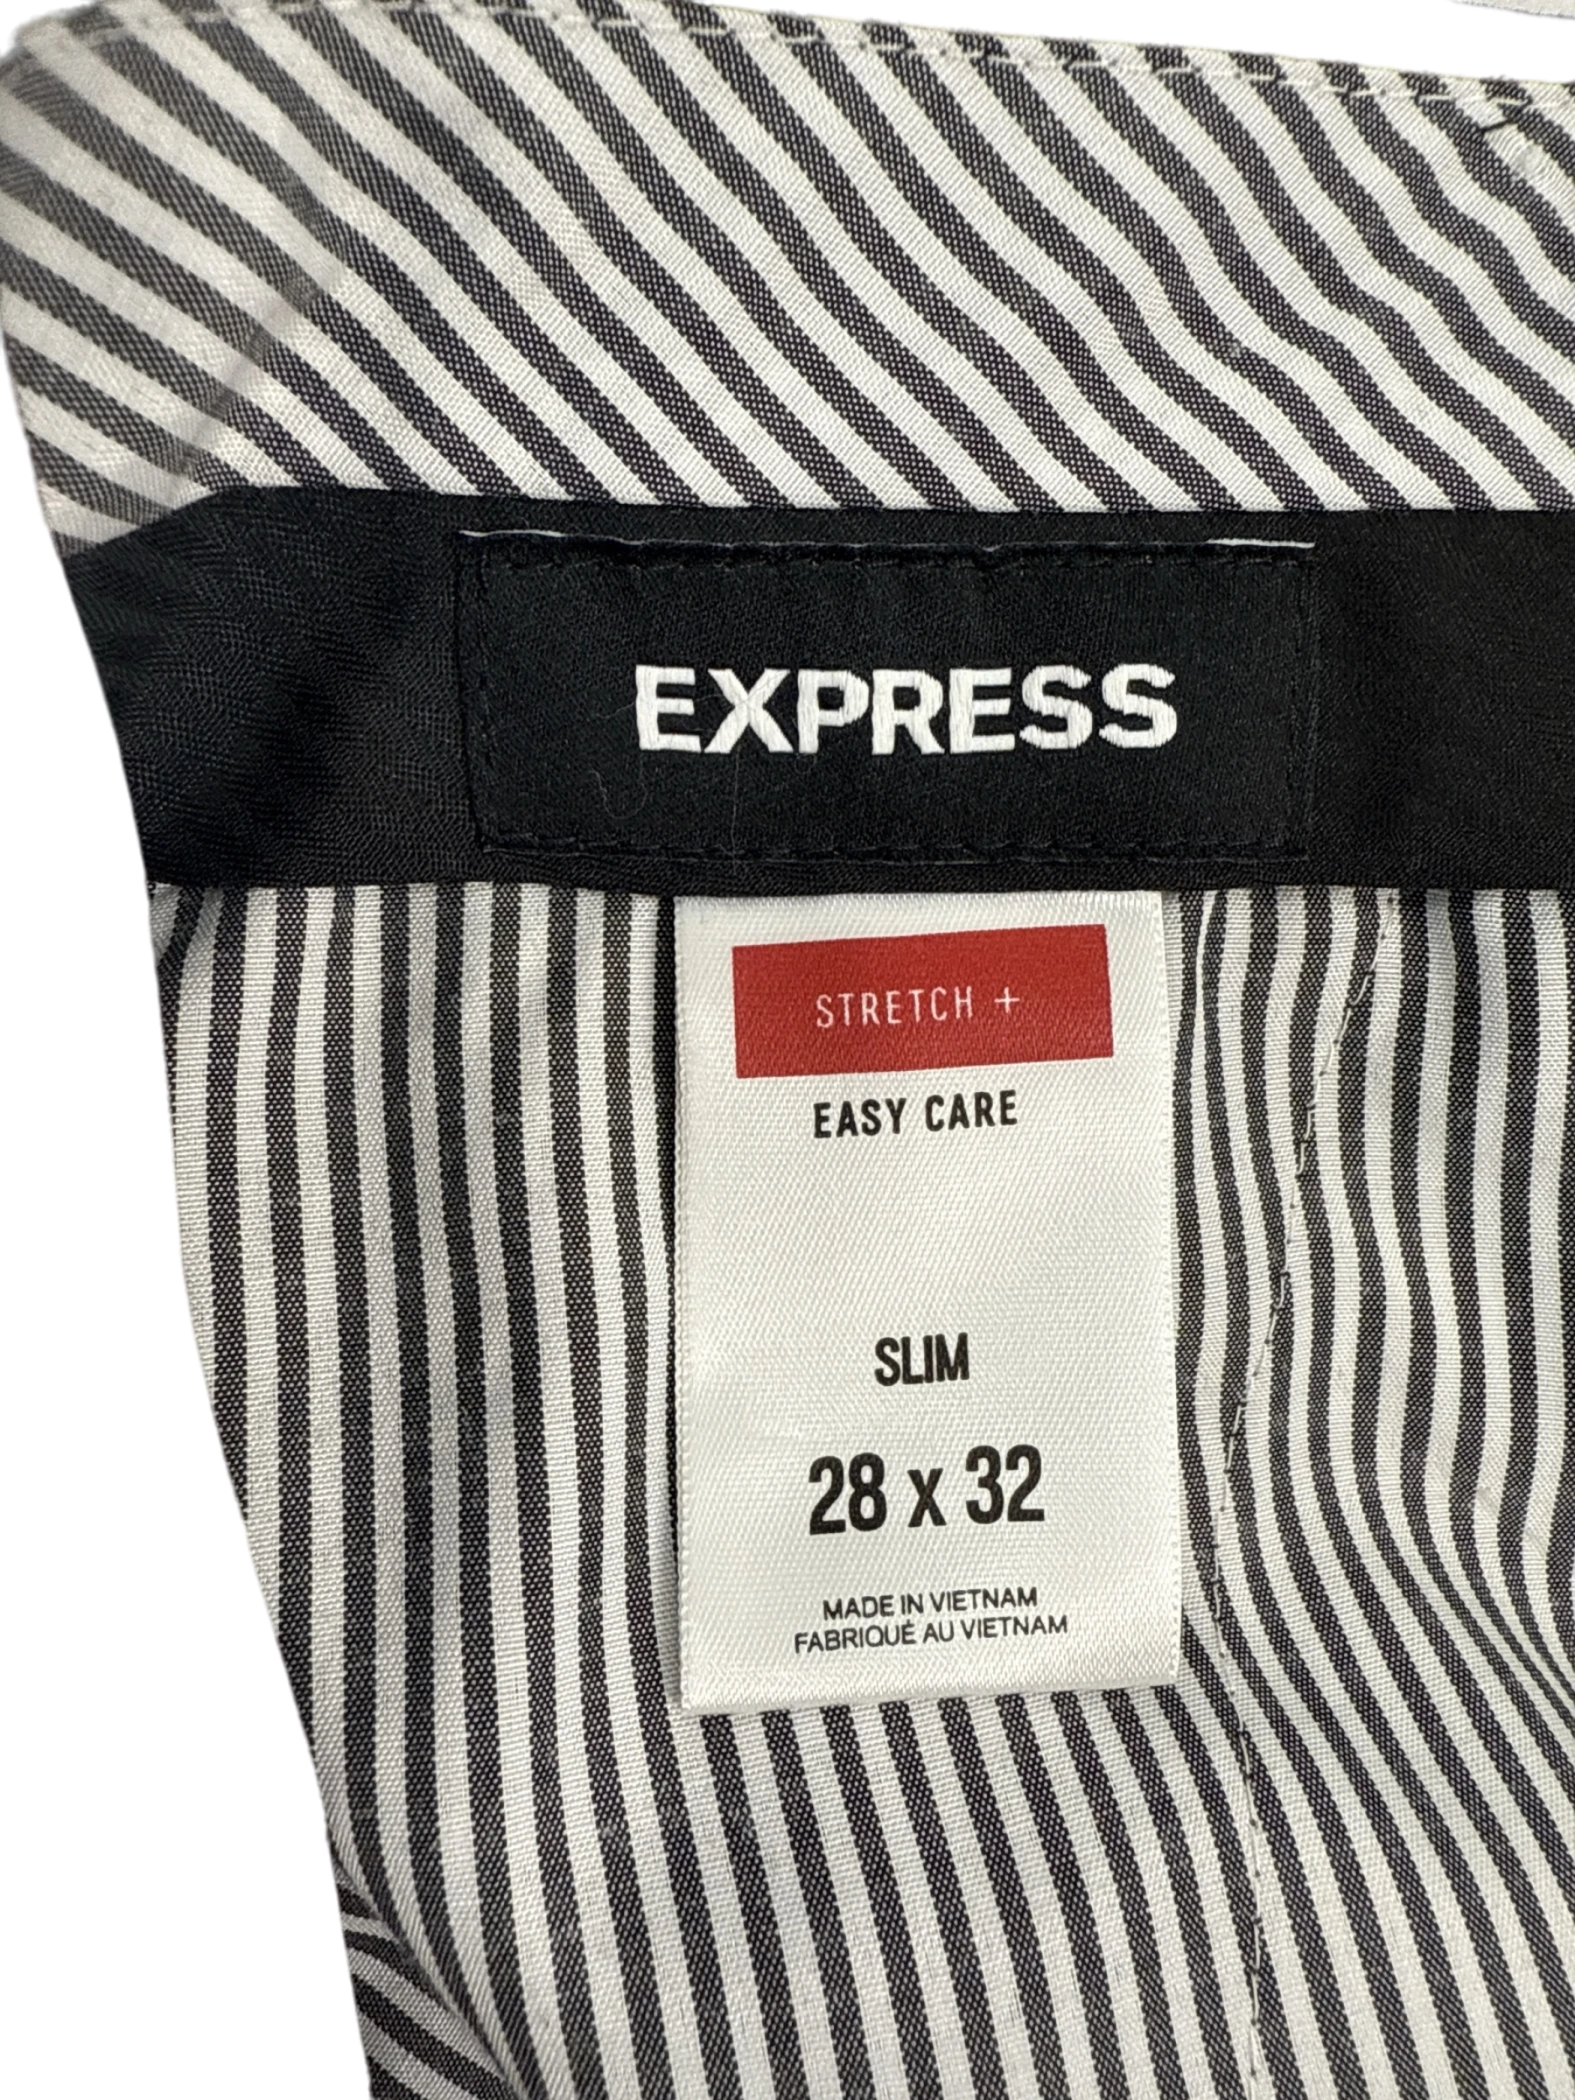 EXPRESS
STRETCH +
EASY CARE
SLIM
28 x 32
MADE IN VIETNAM
FABRIQUÉ AU VIETNAM